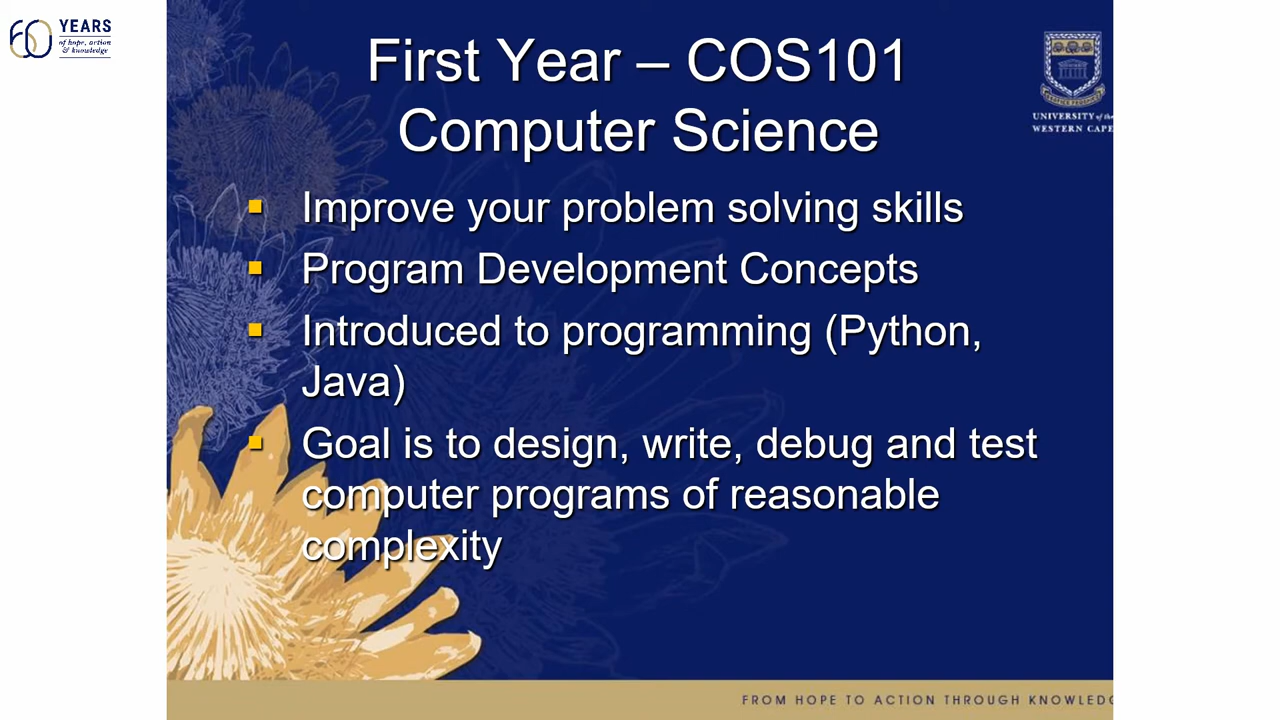 60 YEARS
of hope, action
& knowledge
First Year – COS101
Computer Science
UNIVERSITY of the
WESTERN CAPE
Improve your problem solving skills
Program Development Concepts
Introduced to programming (Python,
Java)
Goal is to design, write, debug and test
computer programs of reasonable
complexity
FROM HOPE TO ACTION THROUGH KNOWLEDG